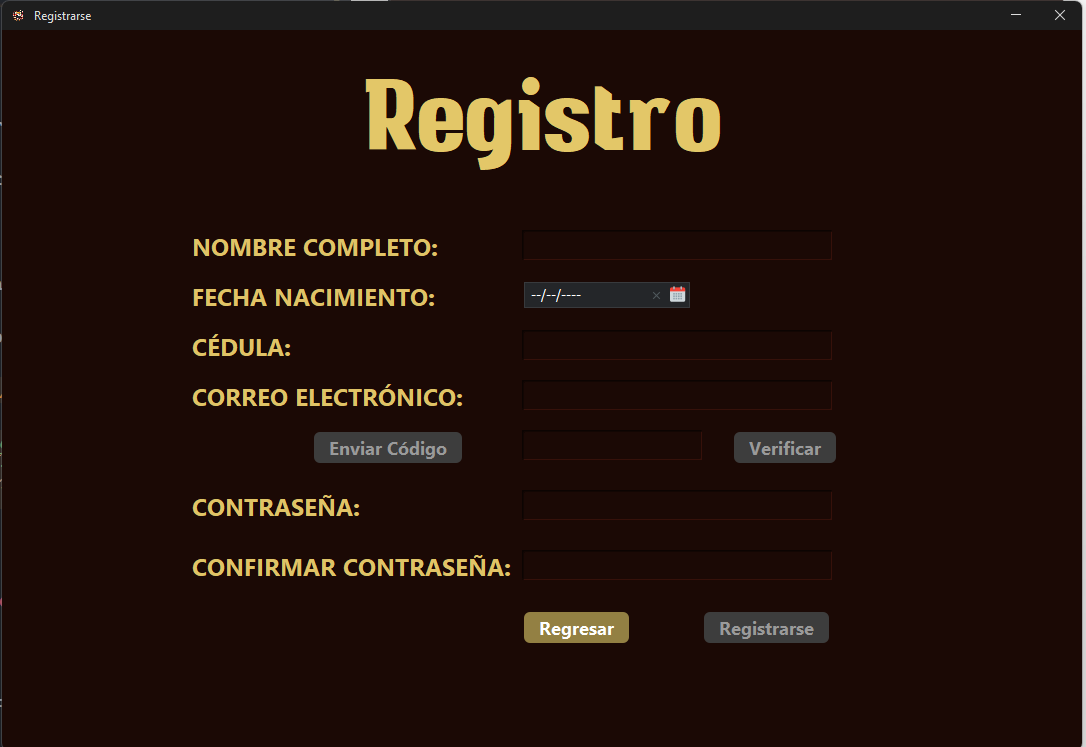 Registrarse
Registro
NOMBRE COMPLETO:
FECHA NACIMIENTO: --/--/----
CÉDULA:
CORREO ELECTRÓNICO:
Enviar Código Verificar
CONTRASEÑA:
CONFIRMAR CONTRASEÑA:
Regresar Registrarse